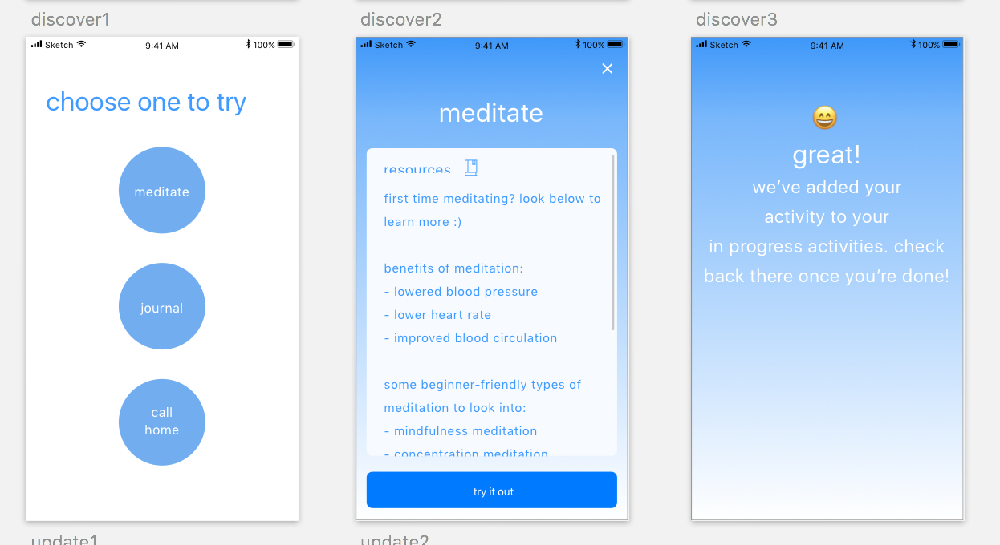 discover1
discover2
discover3
Sketch 9:41 AM 100%
choose one to try
meditate
journal
call
home
Sketch 9:41 AM 100%
meditate
resources
first time meditating? look below to
learn more :)
benefits of meditation:
- lowered blood pressure
- lower heart rate
- improved blood circulation
some beginner-friendly types of
meditation to look into:
- mindfulness meditation
- concentration meditation
try it out
Sketch 9:41 AM 100%
great!
we’ve added your
activity to your
in progress activities. check
back there once you’re done!
update1
update2